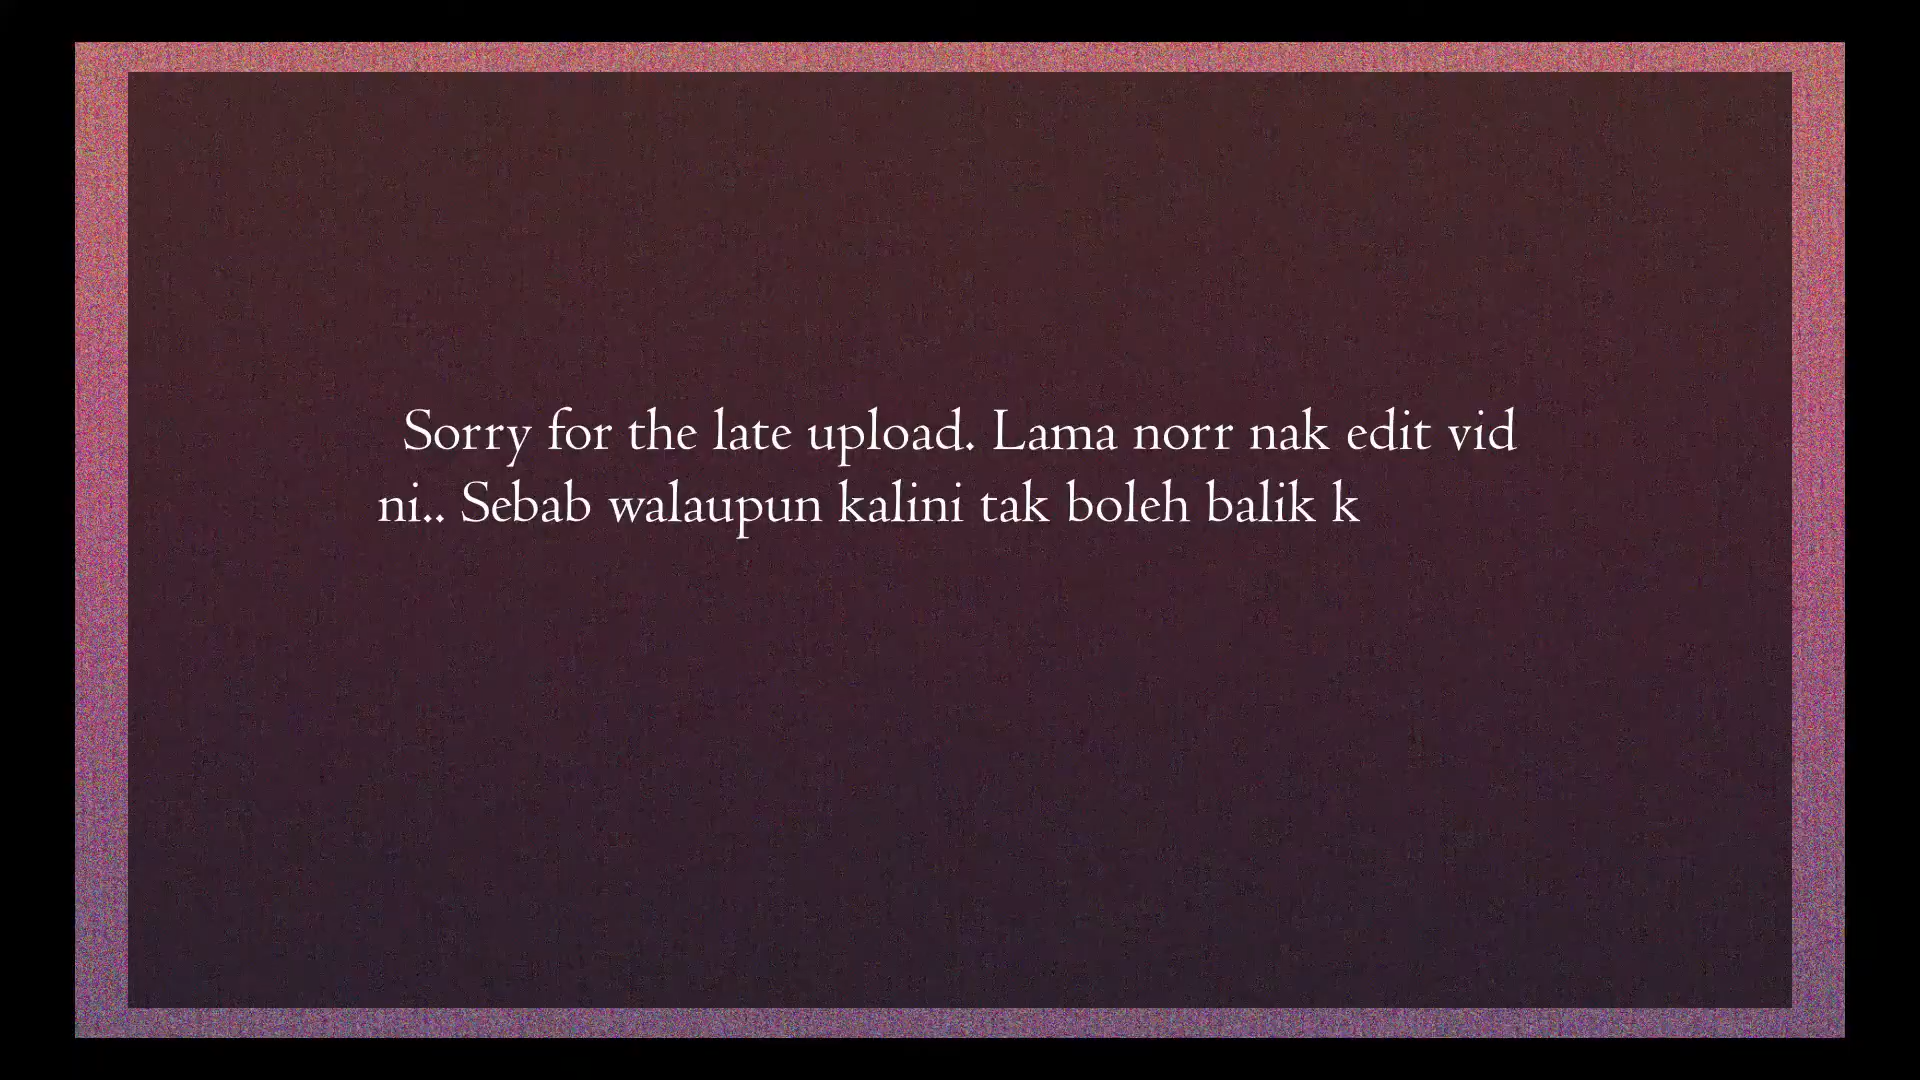 Sorry for the late upload. Lama norr nak edit vid
ni.. Sebab walaupun kalini tak boleh balik k